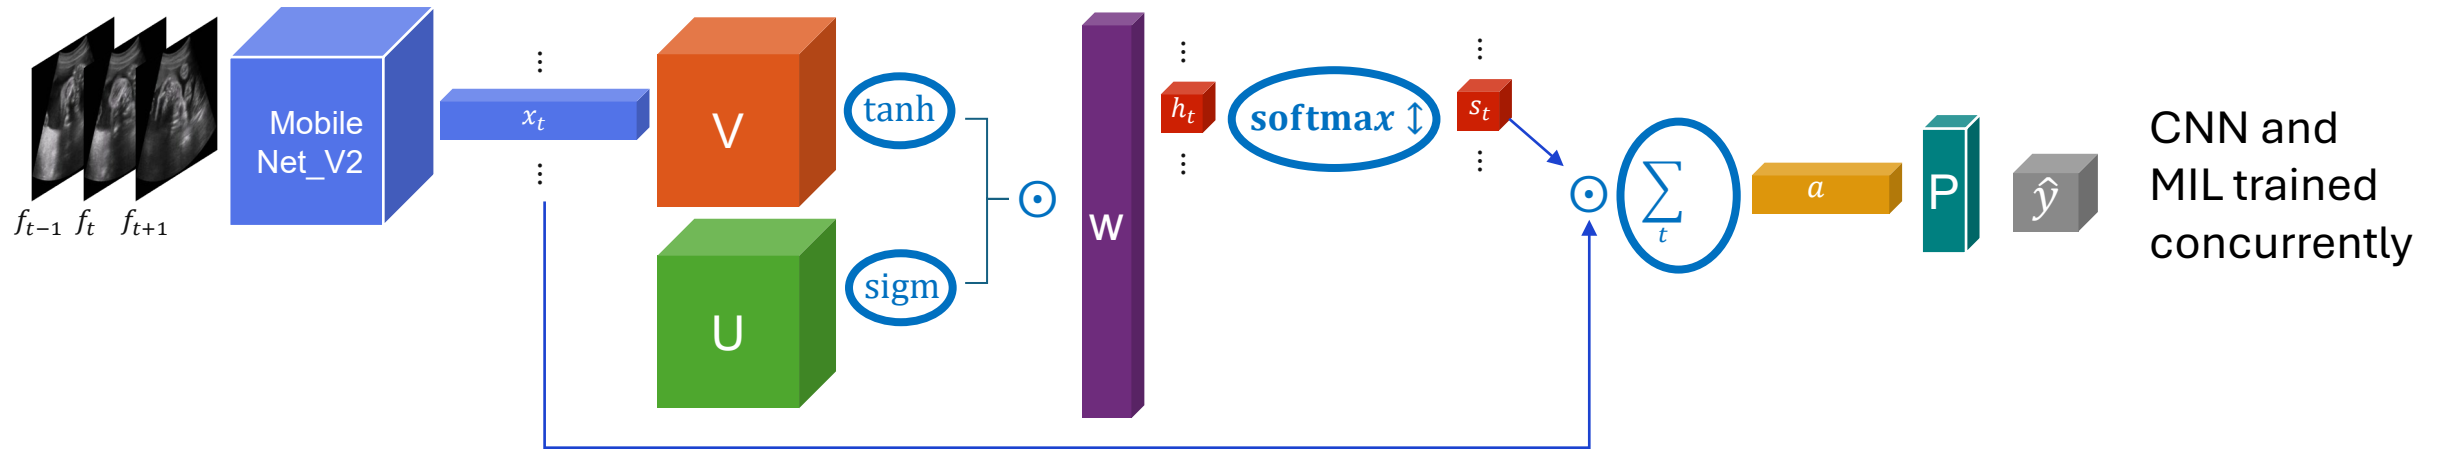 f_{t−1} f_t f_{t+1}
Mobile
Net_V2
⋮
x_t
⋮
V
tanh
U
sigm
⊙
w
⋮
h_t
⋮
softmax ↕
⋮
s_t
⋮
⊙
∑
t
a
P
ŷ
CNN and
MIL trained
concurrently